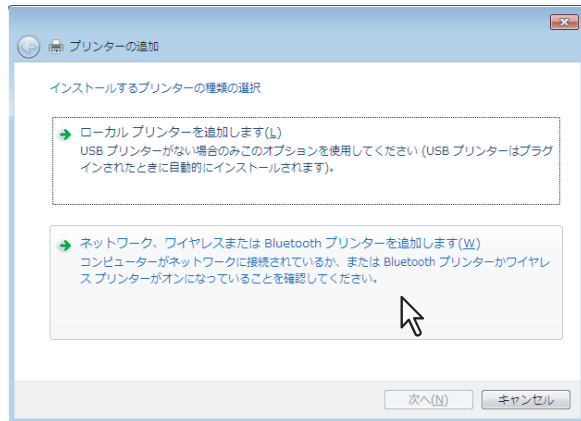 プリンターの追加
インストールするプリンターの種類の選択
ローカル プリンターを追加します(L)
USB プリンターがない場合のみこのオプションを使用してください (USB プリンターはプラグ
インされたときに自動的にインストールされます)。
ネットワーク、ワイヤレスまたは Bluetooth プリンターを追加します(W)
コンピューターがネットワークに接続されているか、または Bluetooth プリンターかワイヤレ
ス プリンターがオンになっていることを確認してください。
次へ(N) キャンセル